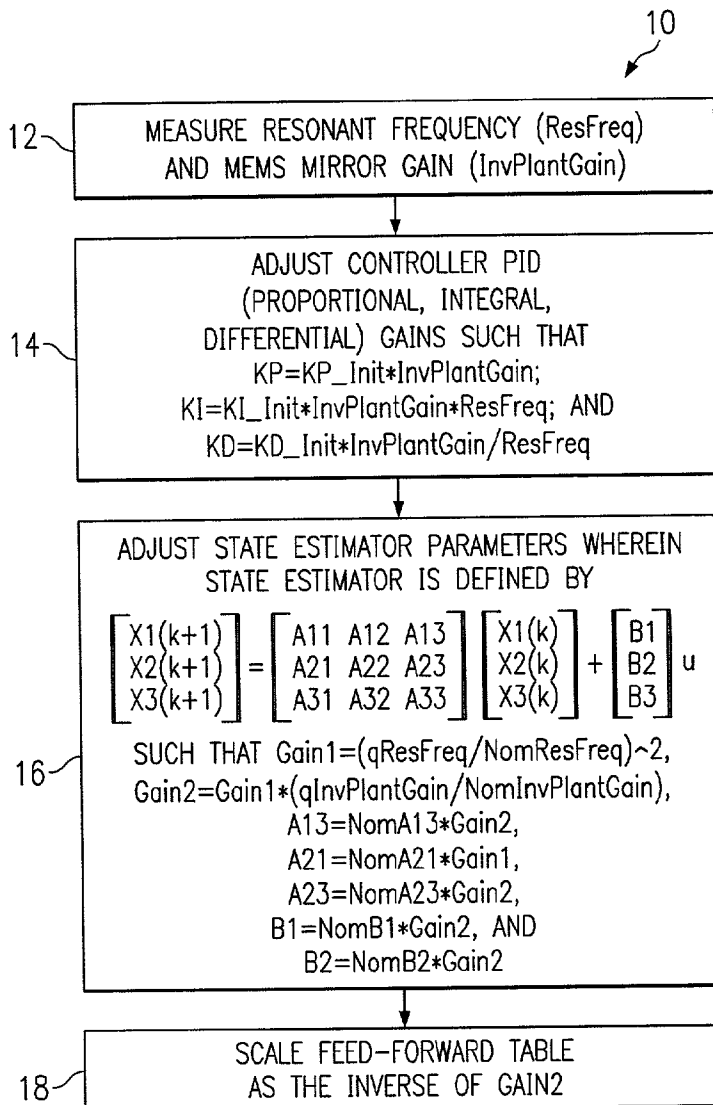 10
12
MEASURE RESONANT FREQUENCY (ResFreq)
AND MEMS MIRROR GAIN (InvPlantGain)
14
ADJUST CONTROLLER PID
(PROPORTIONAL, INTEGRAL,
DIFFERENTIAL) GAINS SUCH THAT
KP=KP_Init*InvPlantGain;
KI=KI_Init*InvPlantGain*ResFreq; AND
KD=KD_Init*InvPlantGain/ResFreq
16
ADJUST STATE ESTIMATOR PARAMETERS WHEREIN
STATE ESTIMATOR IS DEFINED BY
[X1(k+1)] [A11 A12 A13] [X1(k)] [B1]
[X2(k+1)] = [A21 A22 A23] [X2(k)] + [B2] u
[X3(k+1)] [A31 A32 A33] [X3(k)] [B3]
SUCH THAT Gain1=(qResFreq/NomResFreq)^2,
Gain2=Gain1*(qInvPlantGain/NomInvPlantGain),
A13=NomA13*Gain2,
A21=NomA21*Gain1,
A23=NomA23*Gain2,
B1=NomB1*Gain2, AND
B2=NomB2*Gain2
18
SCALE FEED-FORWARD TABLE
AS THE INVERSE OF GAIN2